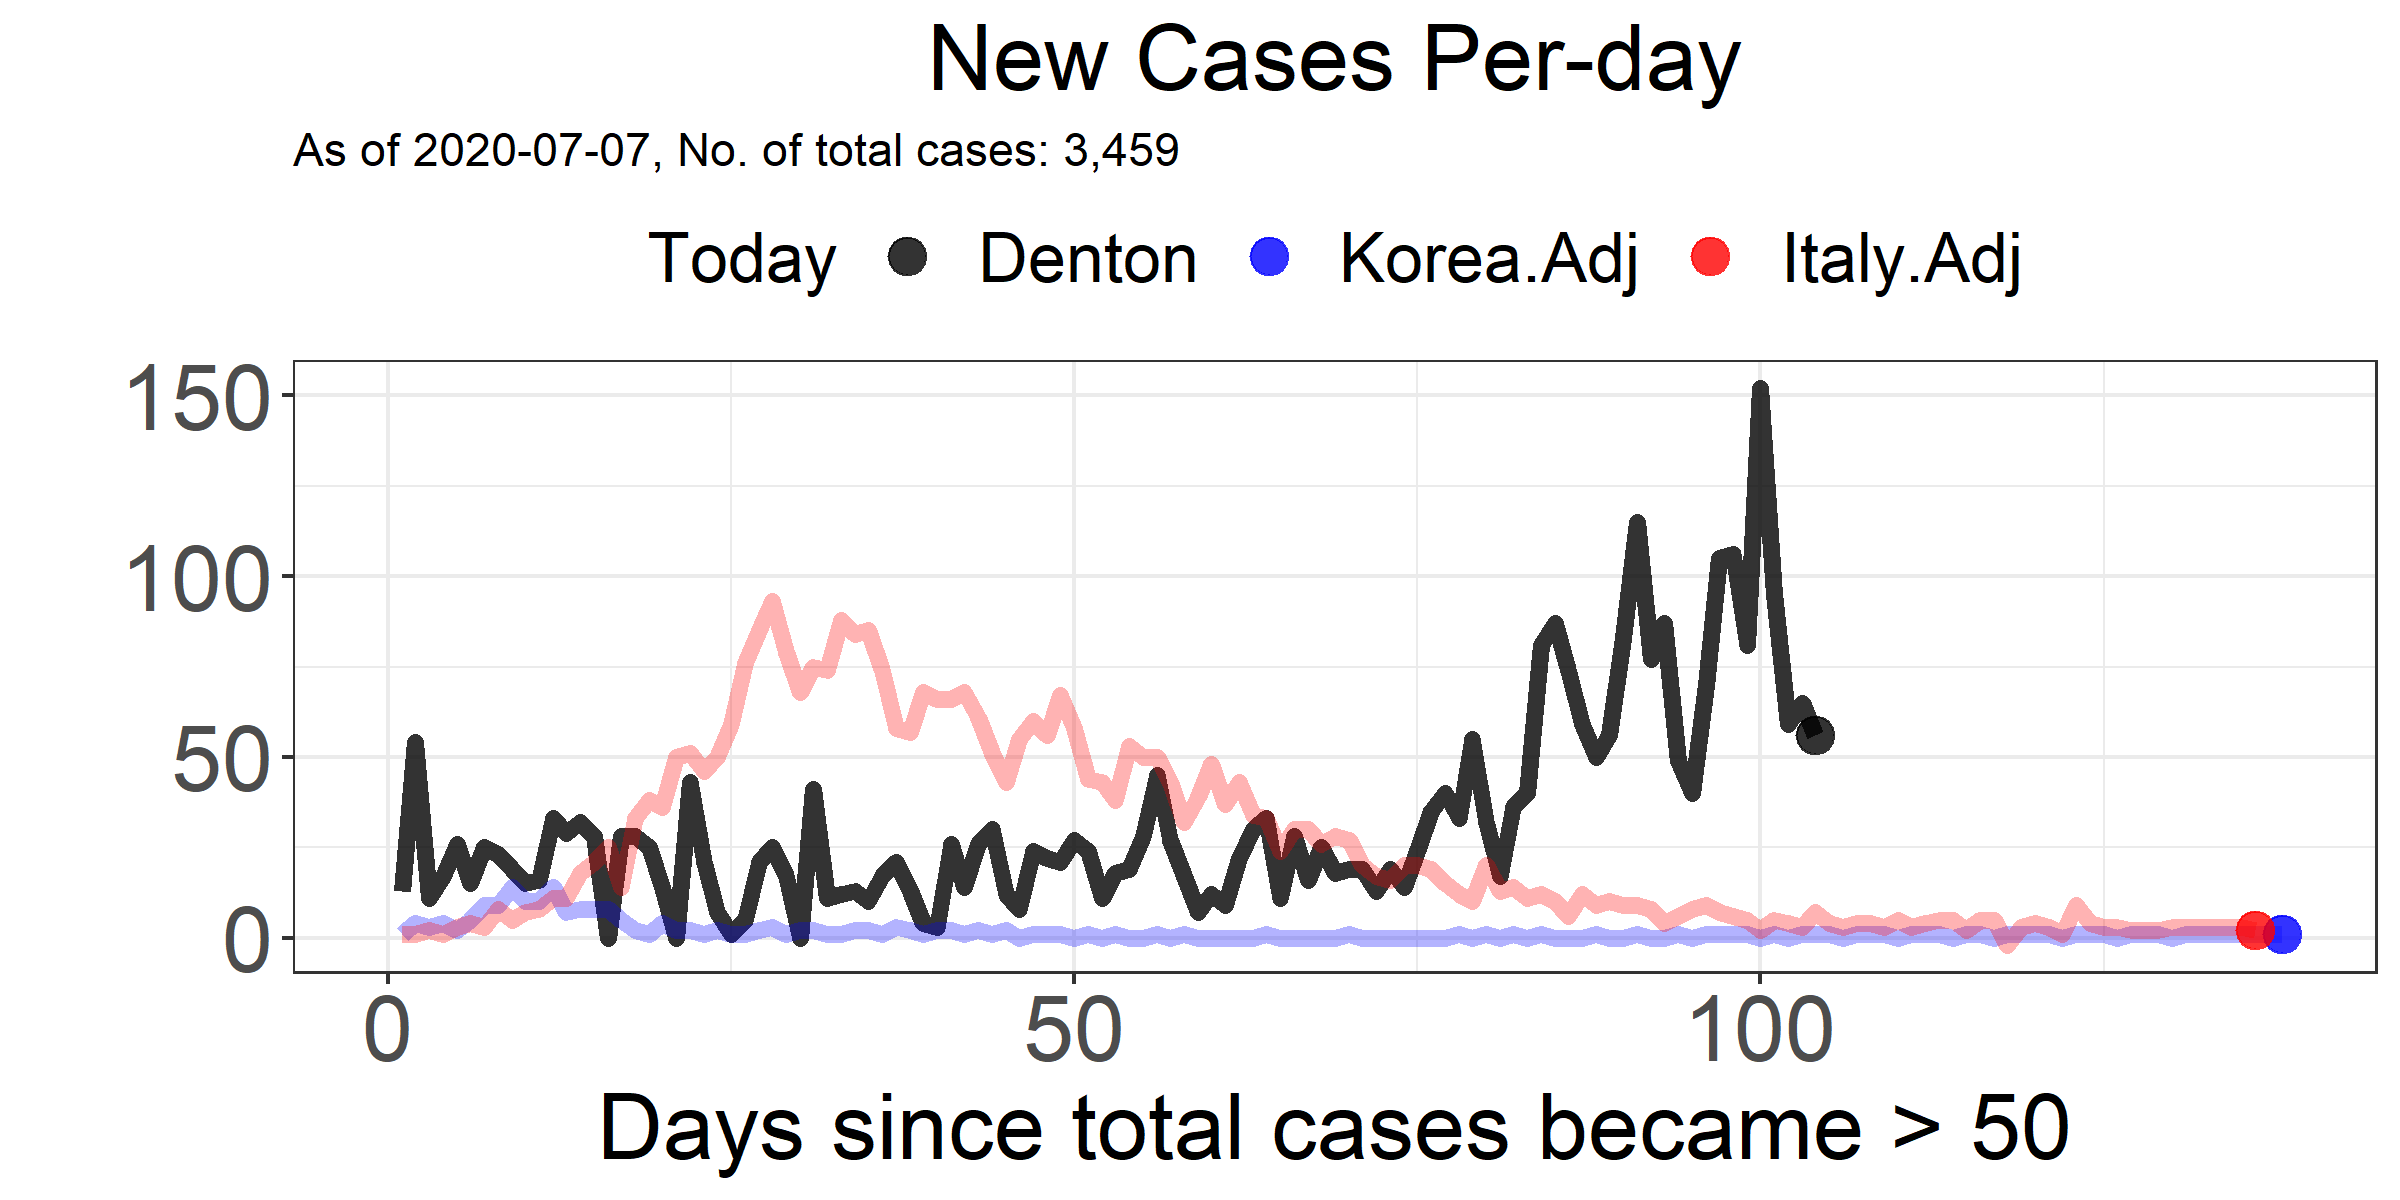 New Cases Per-day
As of 2020-07-07, No. of total cases: 3,459
Today Denton Korea.Adj Italy.Adj
150
100
50
0
0 50 100
Days since total cases became > 50